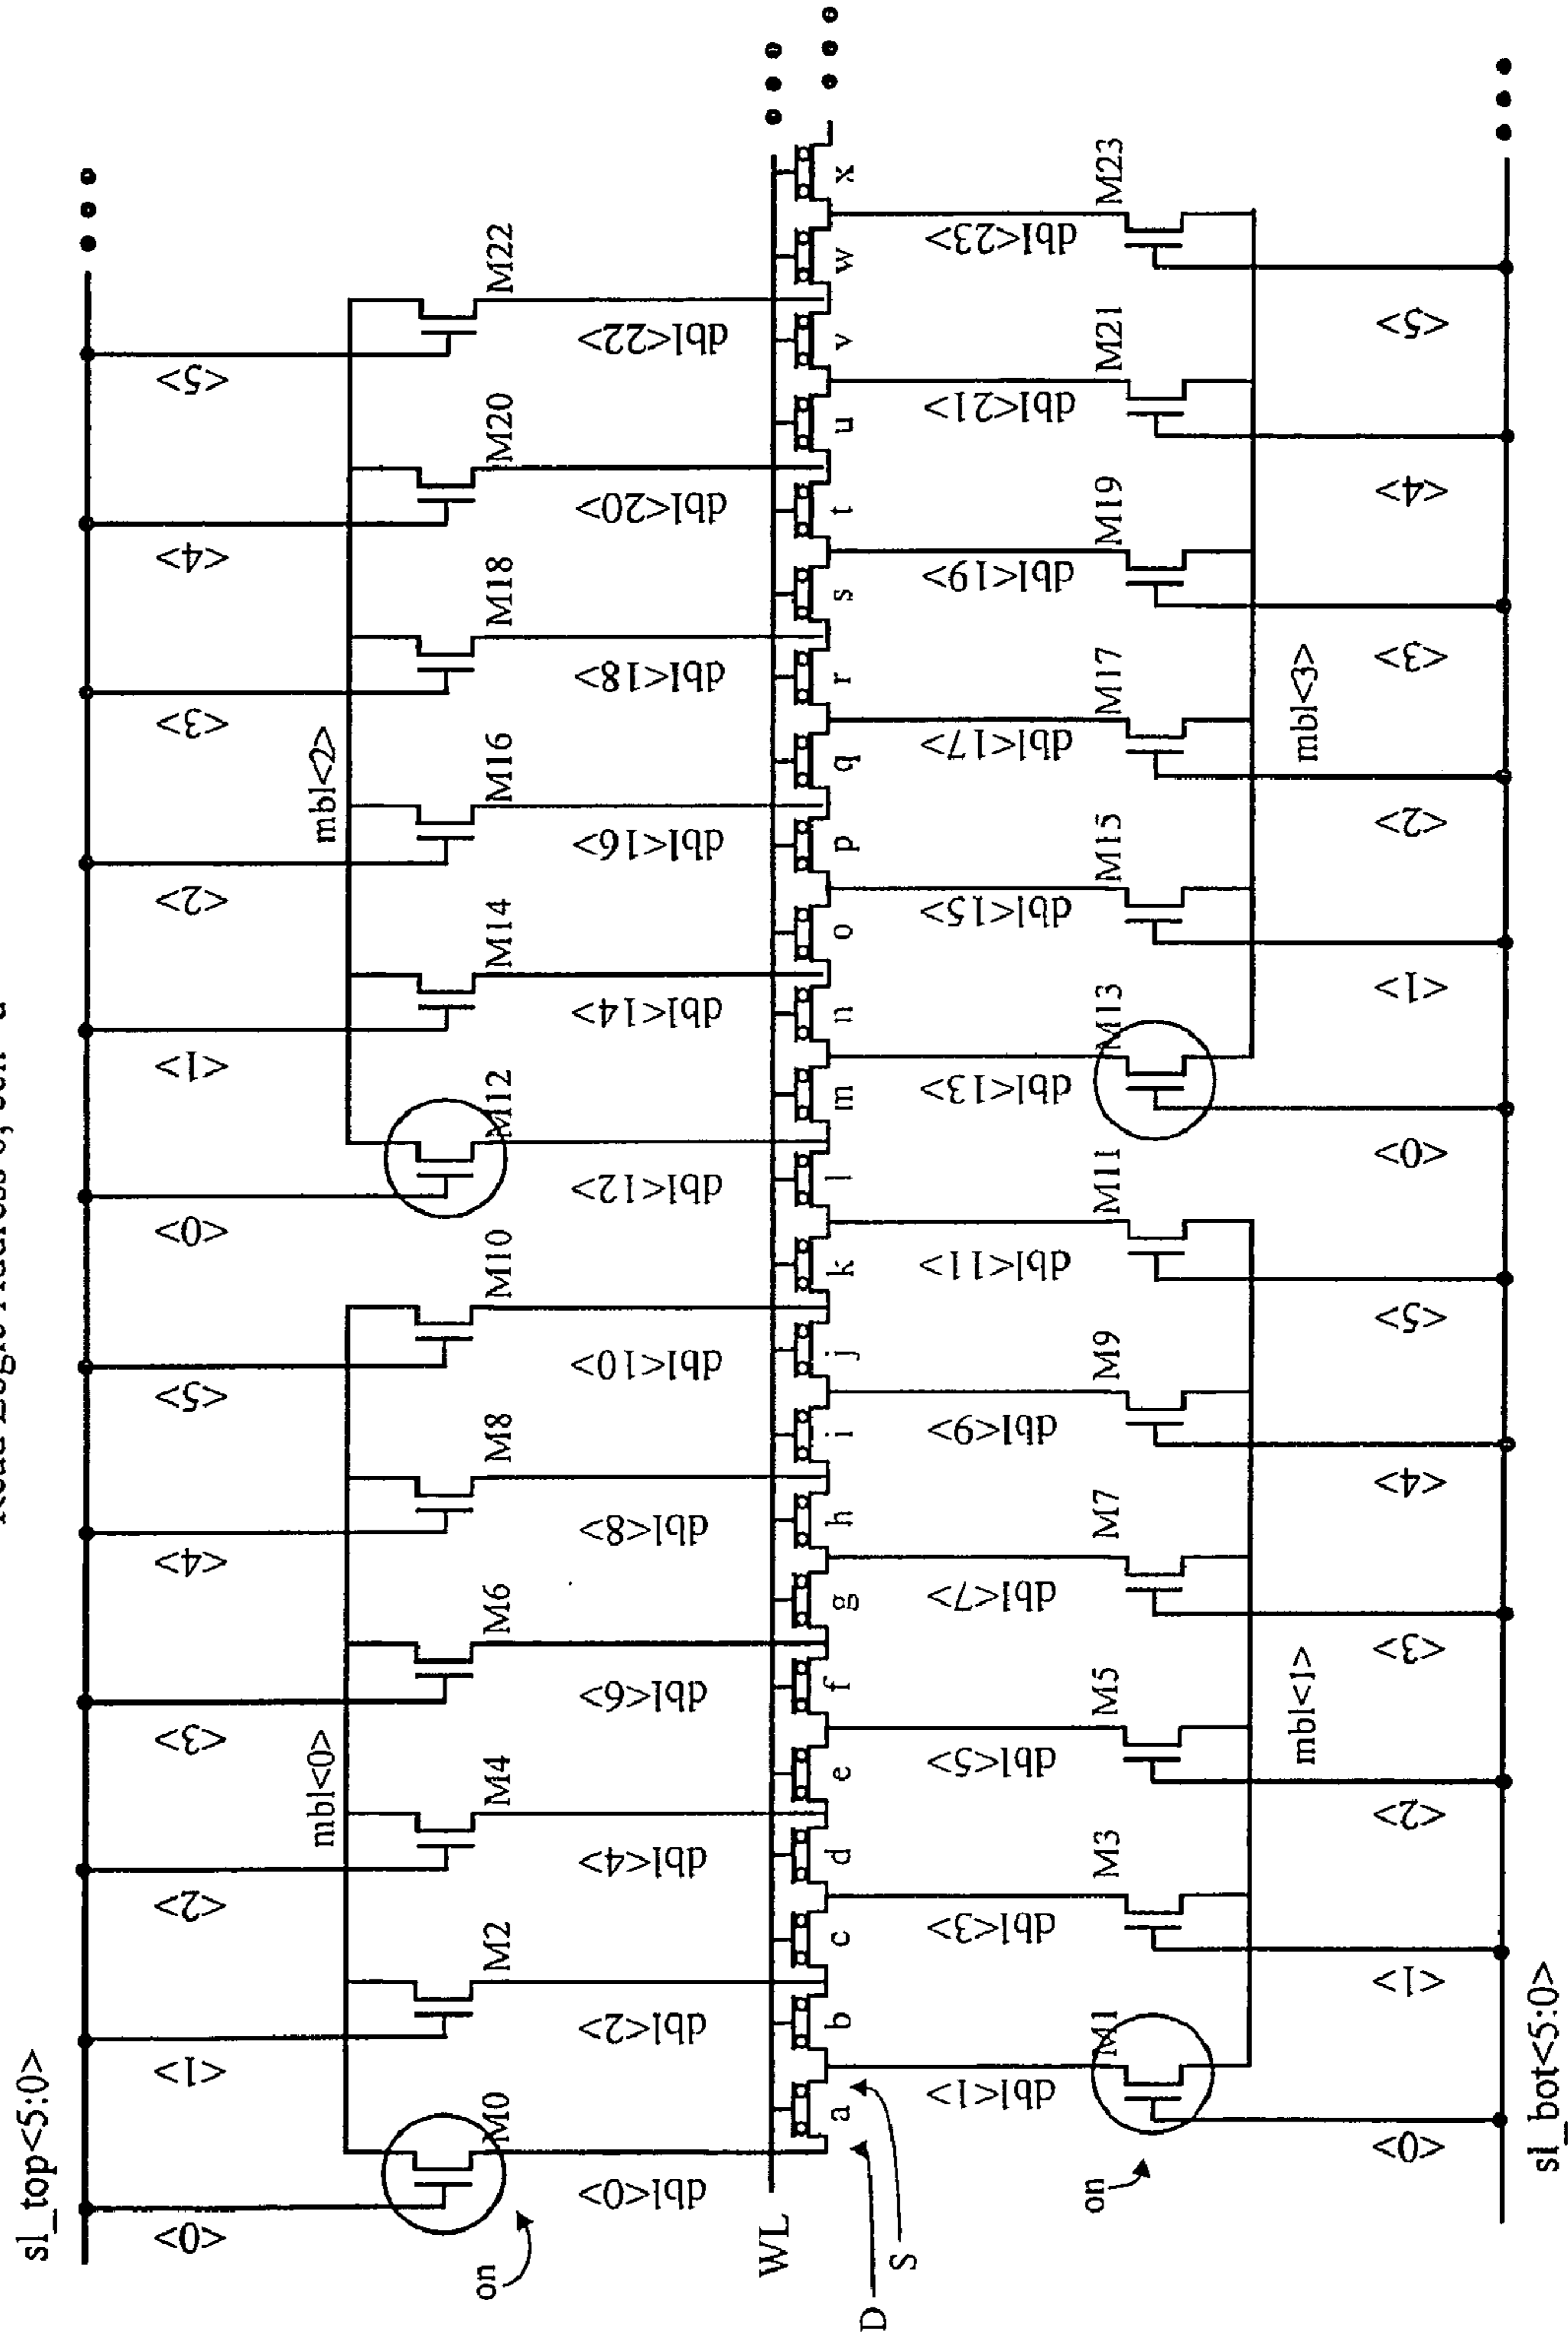 sl_top<5:0>
<0>
<1>
<2>
<3>
<4>
<5>
<0>
<1>
<2>
<3>
<4>
<5>
mbl<0>
mbl<2>
on
M0
M2
M4
M6
M8
M10
M12
M14
M16
M18
M20
M22
dbl<0>
dbl<2>
dbl<4>
dbl<6>
dbl<8>
dbl<10>
dbl<12>
dbl<14>
dbl<16>
dbl<18>
dbl<20>
dbl<22>
WL
a
b
c
d
e
f
g
h
i
j
k
l
m
n
o
p
q
r
s
t
u
v
w
x
D
S
dbl<1>
dbl<3>
dbl<5>
dbl<7>
dbl<9>
dbl<11>
dbl<13>
dbl<15>
dbl<17>
dbl<19>
dbl<21>
dbl<23>
on
M1
M3
M5
M7
M9
M11
M13
M15
M17
M19
M21
M23
mbl<1>
mbl<3>
<0>
<1>
<2>
<3>
<4>
<5>
<0>
<1>
<2>
<3>
<4>
<5>
sl_bot<5:0>